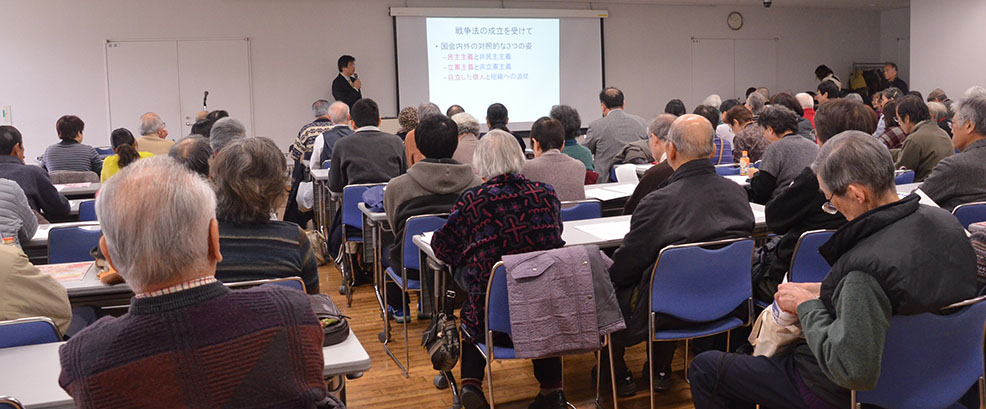 戦争法の成立を受けて
• 国会内外の対照的な3つの姿
–民主主義と非民主主義
–立憲主義と非立憲主義
–自立した個人と組織への追従